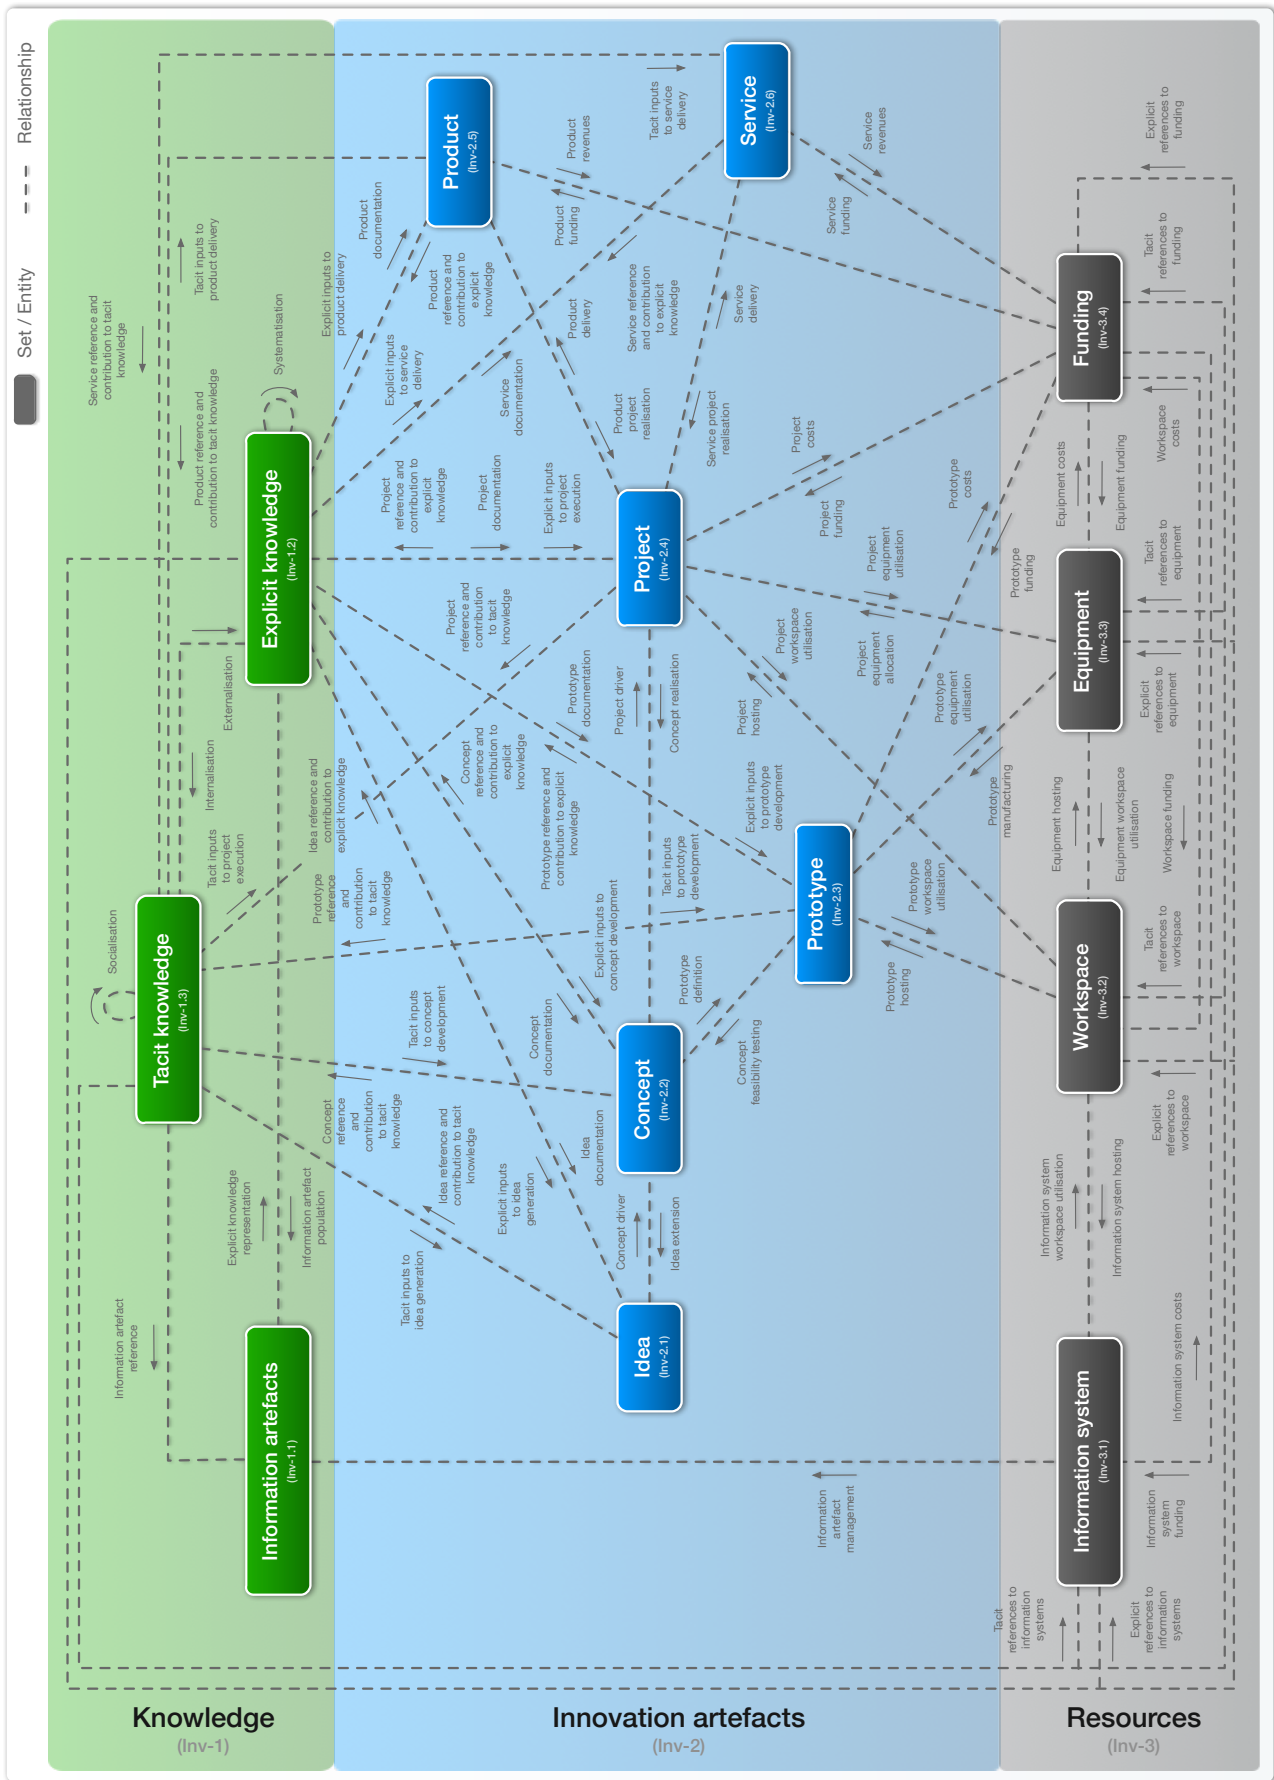 Set / Entity
Relationship
Knowledge
(Inv-1)
Service reference and
contribution to tacit
knowledge
Tacit inputs to
product delivery
Product reference and
contribution to tacit knowledge
Systematisation
Explicit knowledge
(Inv-1.2)
Externalisation
Internalisation
Tacit inputs
to project
execution
Idea reference and
contribution to
explicit knowledge
Socialisation
Tacit knowledge
(Inv-1.3)
Prototype
reference
and
contribution
to tacit
knowledge
Explicit knowledge
representation
Information artefact
population
Information artefact
reference
Information artefacts
(Inv-1.1)
Innovation artefacts
(Inv-2)
Product
(Inv-2.5)
Service
(Inv-2.6)
Tacit inputs
to service
delivery
Product
revenues
Product
funding
Service
revenues
Service
funding
Product
documentation
Explicit inputs to
product delivery
Product
reference and
contribution to
explicit
knowledge
Explicit inputs
to service
delivery
Service
documentation
Product
delivery
Service reference
and contribution
to explicit
knowledge
Service
delivery
Product
project
realisation
Service project
realisation
Project
reference and
contribution to
explicit
knowledge
Project
documentation
Explicit inputs
to project
execution
Project
(Inv-2.4)
Project
costs
Project
funding
Prototype
costs
Prototype
funding
Project
equipment
utilisation
Project
equipment
allocation
Project
workspace
utilisation
Project
hosting
Project
reference and
contribution
to tacit
knowledge
Prototype
documentation
Project driver
Concept realisation
Concept
reference and
contribution to
explicit
knowledge
Prototype reference and
contribution to explicit
knowledge
Explicit inputs
to prototype
development
Prototype
equipment
utilisation
Prototype
manufacturing
Tacit inputs
to prototype
development
Prototype
(Inv-2.3)
Prototype
workspace
utilisation
Prototype
hosting
Explicit inputs to
concept development
Prototype
definition
Concept
feasibility testing
Concept
documentation
Tacit inputs
to concept
development
Concept
reference
and
contribution
to tacit
knowledge
Concept
(Inv-2.2)
Idea reference and
contribution to tacit
knowledge
Explicit inputs
to idea
generation
Idea
documentation
Concept driver
Idea extension
Tacit inputs to
idea generation
Idea
(Inv-2.1)
Information
artefact
management
Resources
(Inv-3)
Explicit
references to
funding
Tacit
references to
funding
Funding
(Inv-3.4)
Workspace
costs
Equipment costs
Equipment funding
Tacit
references to
equipment
Equipment
(Inv-3.3)
Explicit
references to
equipment
Equipment hosting
Equipment workspace
utilisation
Workspace funding
Workspace
(Inv-3.2)
Tacit
references to
workspace
Explicit
references to
workspace
Information system
workspace utilisation
Information system hosting
Information system costs
Information system
(Inv-3.1)
Information
system
funding
Tacit
references to
information
systems
Explicit
references to
information
systems